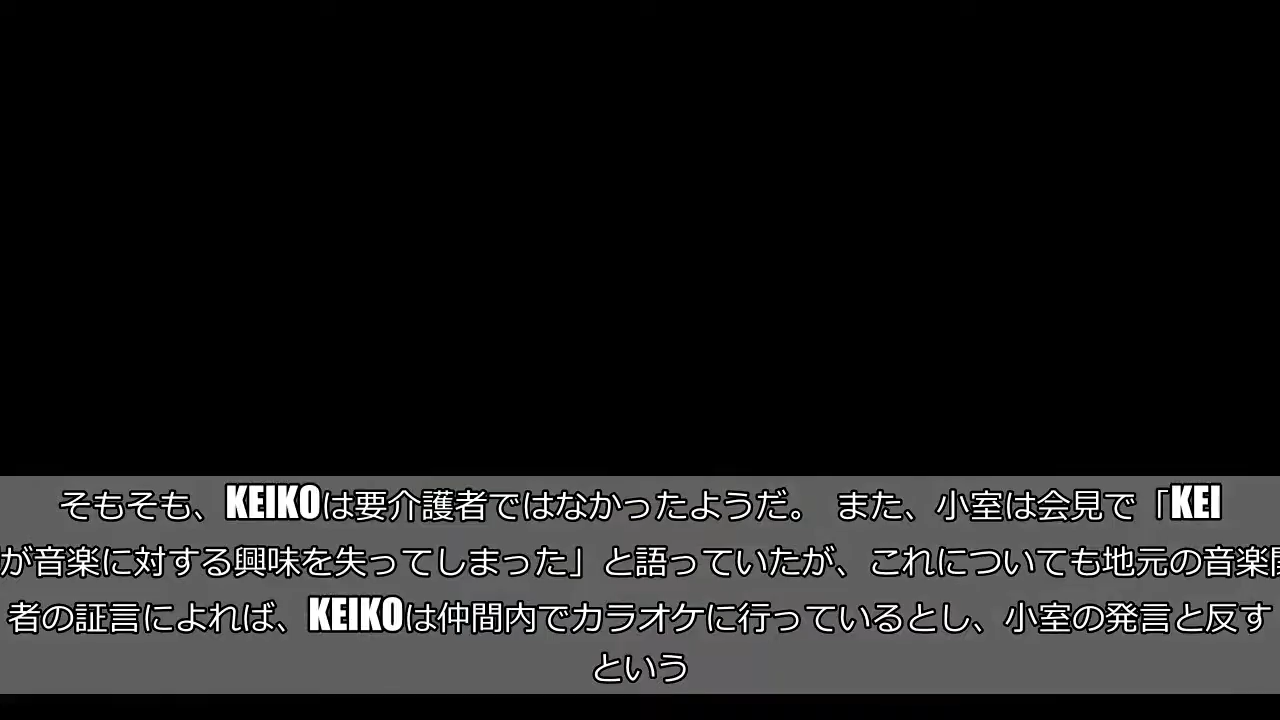 そもそも、KEIKOは要介護者ではなかったようだ。 また、小室は会見で「KEI
が音楽に対する興味を失ってしまった」と語っていたが、これについても地元の音楽
者の証言によれば、KEIKOは仲間内でカラオケに行っているとし、小室の発言と反す
という